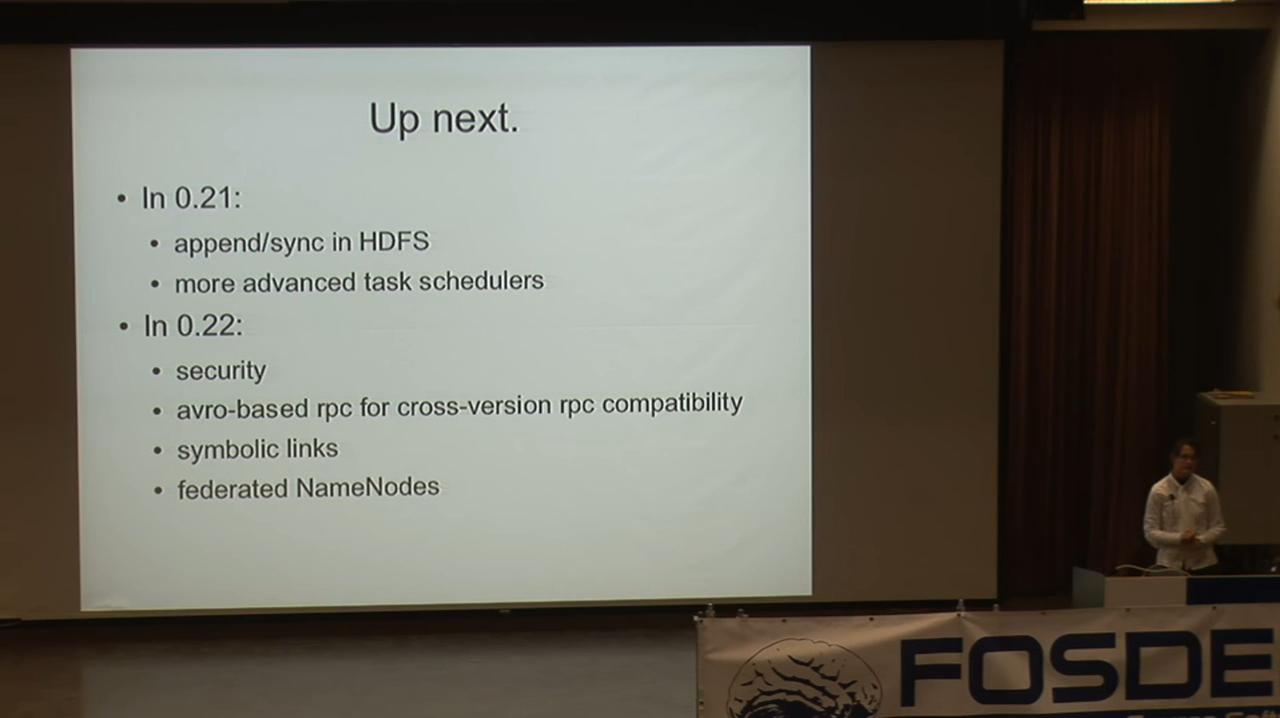 Up next.
• In 0.21:
• append/sync in HDFS
• more advanced task schedulers
• In 0.22:
• security
• avro-based rpc for cross-version rpc compatibility
• symbolic links
• federated NameNodes
FOSDE